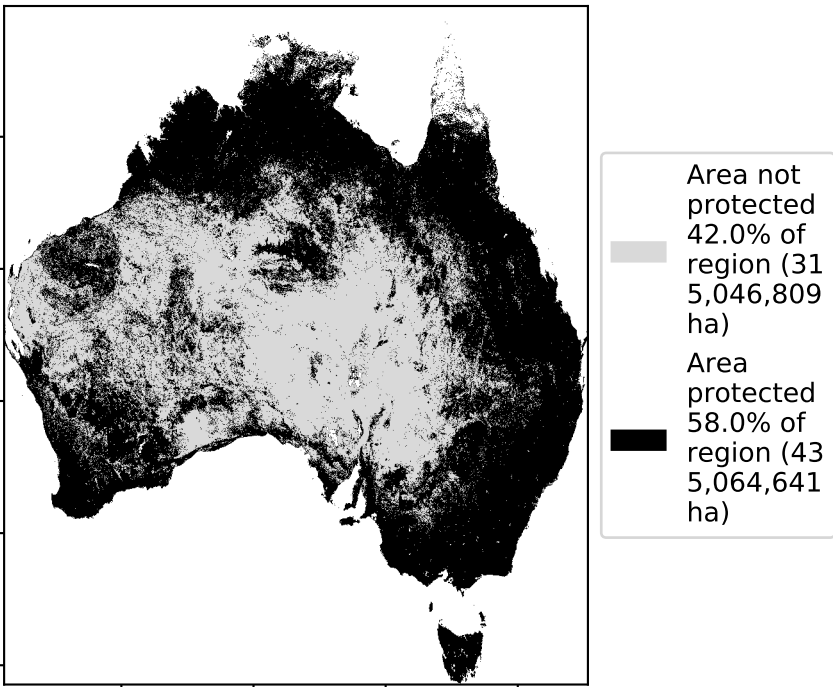 Area not
protected
42.0% of
region (31
5,046,809
ha)
Area
protected
58.0% of
region (43
5,064,641
ha)